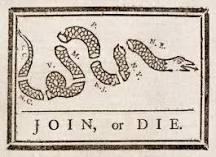 S.C.
N.C.
V.
M.
P.
N.J.
N.Y.
N.E.
JOIN, or DIE.